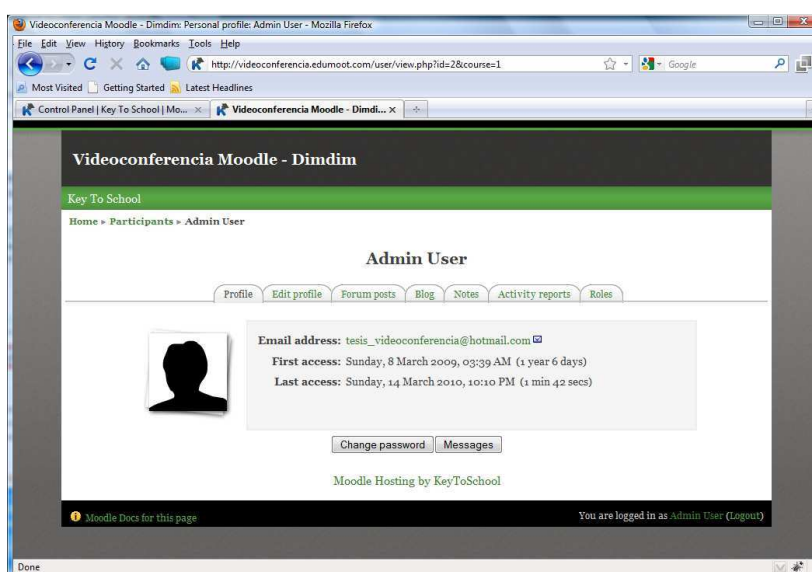 Videoconferencia Moodle - Dimdim: Personal profile: Admin User - Mozilla Firefox
File Edit View History Bookmarks Tools Help
http://videoconferencia.edumoot.com/user/view.php?id=2&course=1
Google
Most Visited Getting Started Latest Headlines
Control Panel | Key To School | Mo... Videoconferencia Moodle - Dimdi...
Videoconferencia Moodle - Dimdim
Key To School
Home » Participants » Admin User
Admin User
Profile Edit profile Forum posts Blog Notes Activity reports Roles
Email address: tesis_videoconferencia@hotmail.com
First access: Sunday, 8 March 2009, 03:39 AM (1 year 6 days)
Last access: Sunday, 14 March 2010, 10:10 PM (1 min 42 secs)
Change password Messages
Moodle Hosting by KeyToSchool
Moodle Docs for this page
You are logged in as Admin User (Logout)
Done